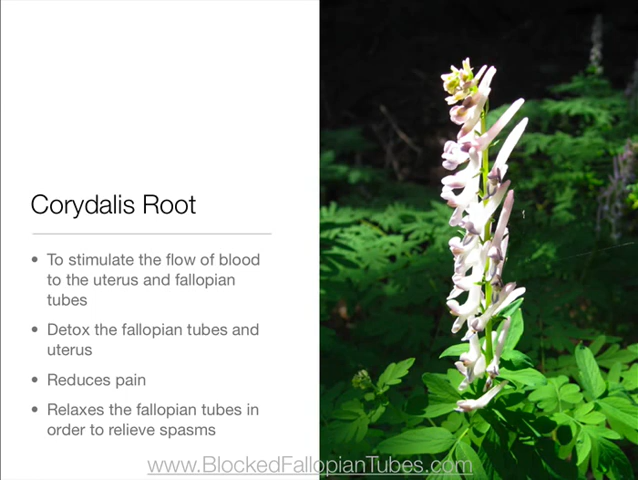 Corydalis Root
• To stimulate the flow of blood
to the uterus and fallopian
tubes
• Detox the fallopian tubes and
uterus
• Reduces pain
• Relaxes the fallopian tubes in
order to relieve spasms
www.BlockedFallopianTubes.com